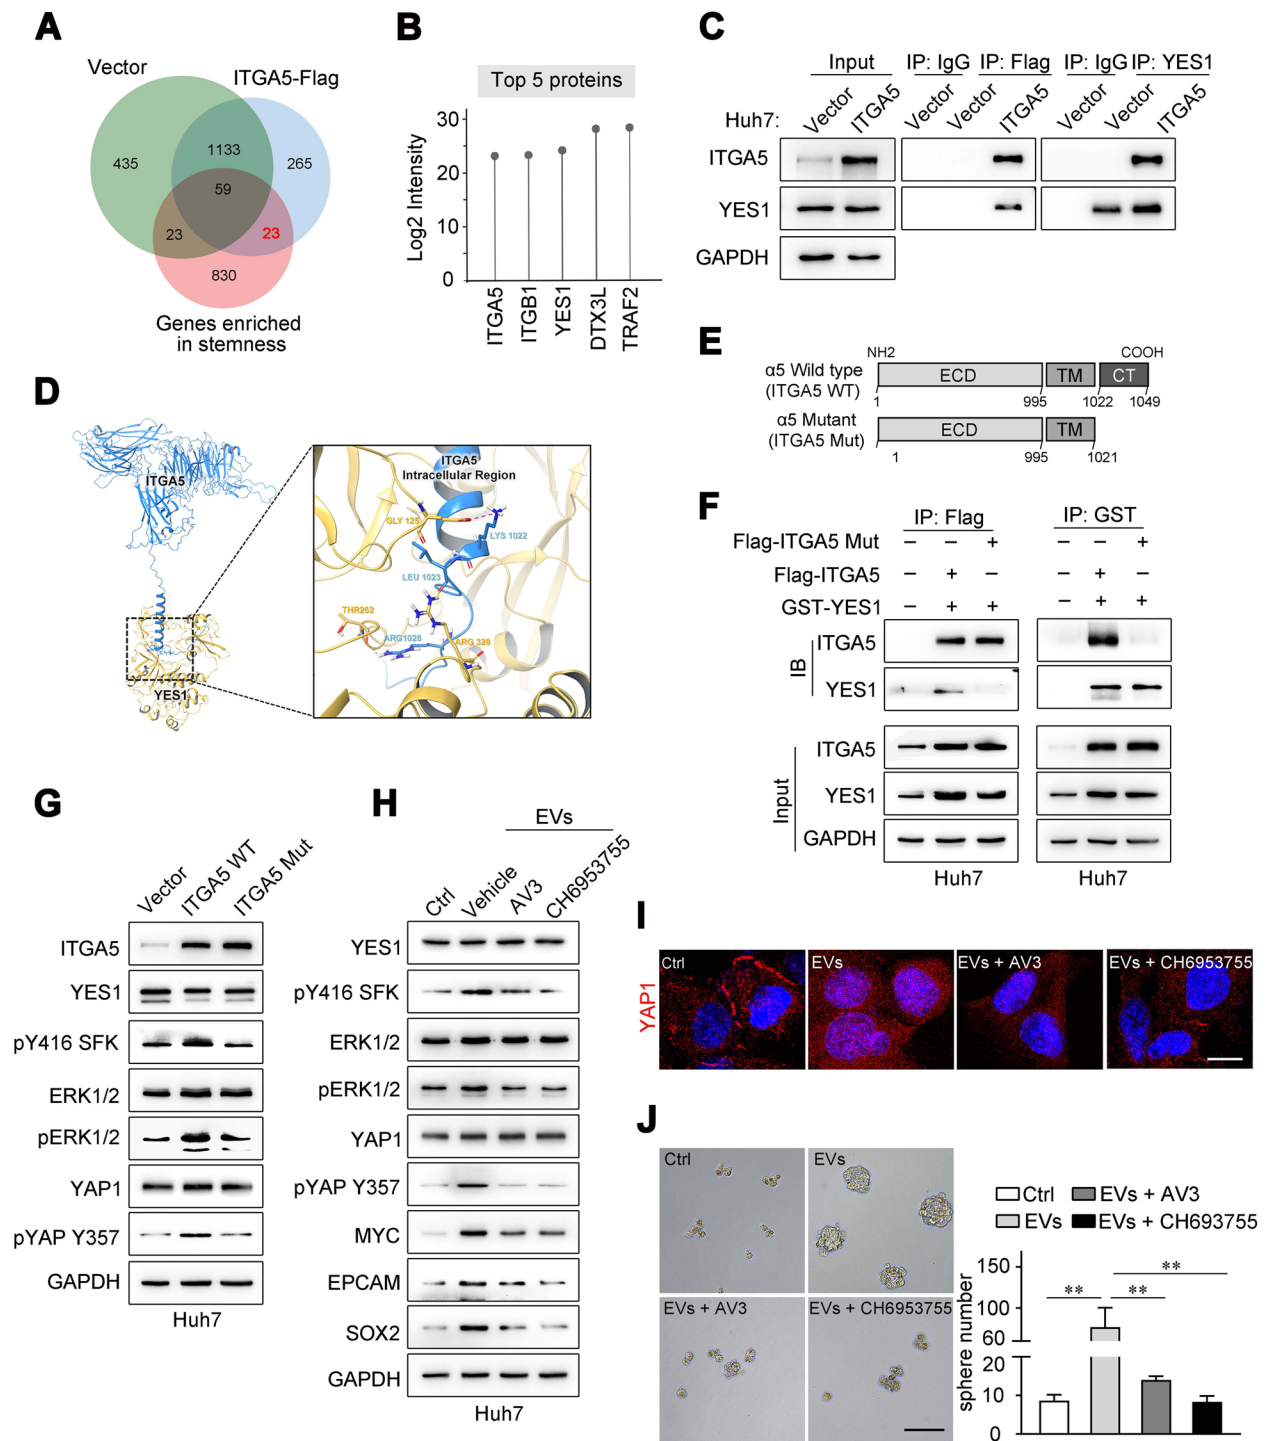 A
Vector
ITGA5-Flag
435
1133
265
59
23
23
830
Genes enriched
in stemness
B
Top 5 proteins
Log2 Intensity
30
20
10
0
ITGA5
ITGB1
YES1
DTX3L
TRAF2
C
Input
IP: IgG
IP: Flag
IP: IgG
IP: YES1
Huh7:
Vector
ITGA5
Vector
Vector
ITGA5
Vector
Vector
ITGA5
ITGA5
YES1
GAPDH
D
ITGA5
YES1
ITGA5
Intracellular Region
GLY 125
LYS 1022
LEU 1023
THR262
ARG1028
ARG 328
E
NH2
COOH
α5 Wild type
(ITGA5 WT)
ECD
TM
CT
1
995
1022
1049
α5 Mutant
(ITGA5 Mut)
ECD
TM
1
995
1021
F
IP: Flag
IP: GST
Flag-ITGA5 Mut – – + – – +
Flag-ITGA5 – + – – + –
GST-YES1 – + + – + +
IB
ITGA5
YES1
Input
ITGA5
YES1
GAPDH
Huh7
Huh7
G
Vector
ITGA5 WT
ITGA5 Mut
ITGA5
YES1
pY416 SFK
ERK1/2
pERK1/2
YAP1
pYAP Y357
GAPDH
Huh7
H
EVs
Ctrl
Vehicle
AV3
CH6953755
YES1
pY416 SFK
ERK1/2
pERK1/2
YAP1
pYAP Y357
MYC
EPCAM
SOX2
GAPDH
Huh7
I
YAP1
Ctrl
EVs
EVs + AV3
EVs + CH6953755
J
Ctrl
EVs
EVs + AV3
EVs + CH6953755
Ctrl
EVs + AV3
EVs
EVs + CH693755
sphere number
150
100
60
20
10
0
**
**
**